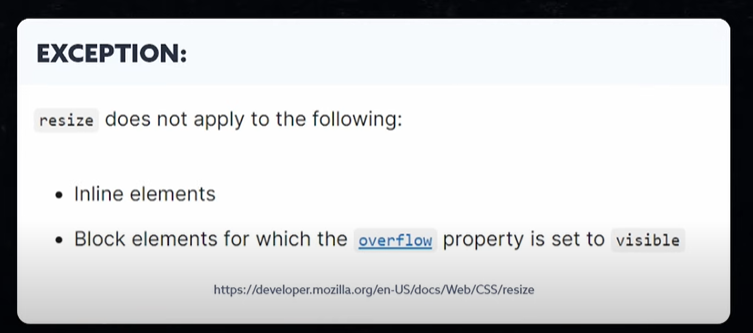 EXCEPTION:
resize does not apply to the following:
• Inline elements
• Block elements for which the overflow property is set to visible
https://developer.mozilla.org/en-US/docs/Web/CSS/resize